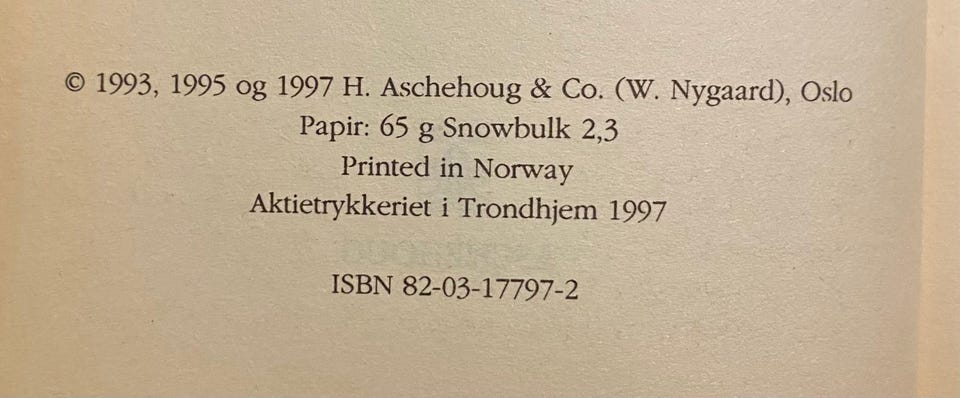 © 1993, 1995 og 1997 H. Aschehoug & Co. (W. Nygaard), Oslo
Papir: 65 g Snowbulk 2,3
Printed in Norway
Aktietrykkeriet i Trondhjem 1997
ISBN 82-03-17797-2